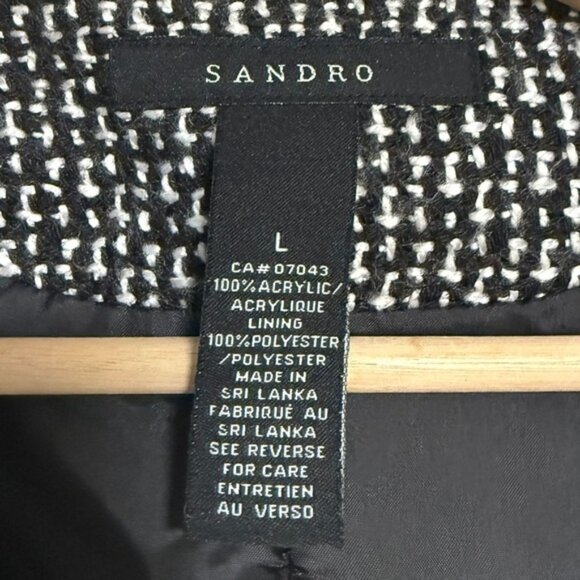 SANDRO
L
CA# 07043
100% ACRYLIC/
ACRYLIQUE
LINING
100%POLYESTER
/POLYESTER
MADE IN
SRI LANKA
FABRIQUÉ AU
SRI LANKA
SEE REVERSE
FOR CARE
ENTRETIEN
AU VERSO